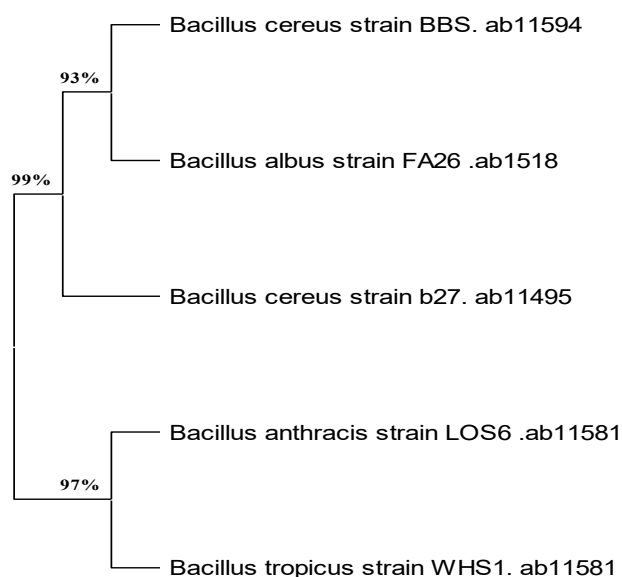 Bacillus cereus strain BBS. ab11594
93%
Bacillus albus strain FA26 .ab1518
99%
Bacillus cereus strain b27. ab11495
Bacillus anthracis strain LOS6 .ab11581
97%
Bacillus tropicus strain WHS1. ab11581